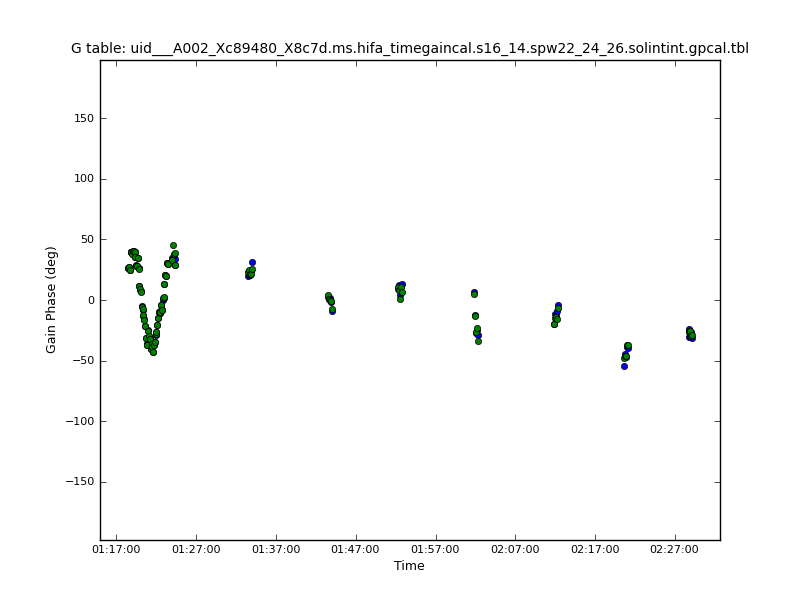 G table: uid___A002_Xc89480_X8c7d.ms.hifa_timegaincal.s16_14.spw22_24_26.solintint.gpcal.tbl
150
100
50
0
−50
−100
−150
Gain Phase (deg)
01:17:00 01:27:00 01:37:00 01:47:00 01:57:00 02:07:00 02:17:00 02:27:00
Time